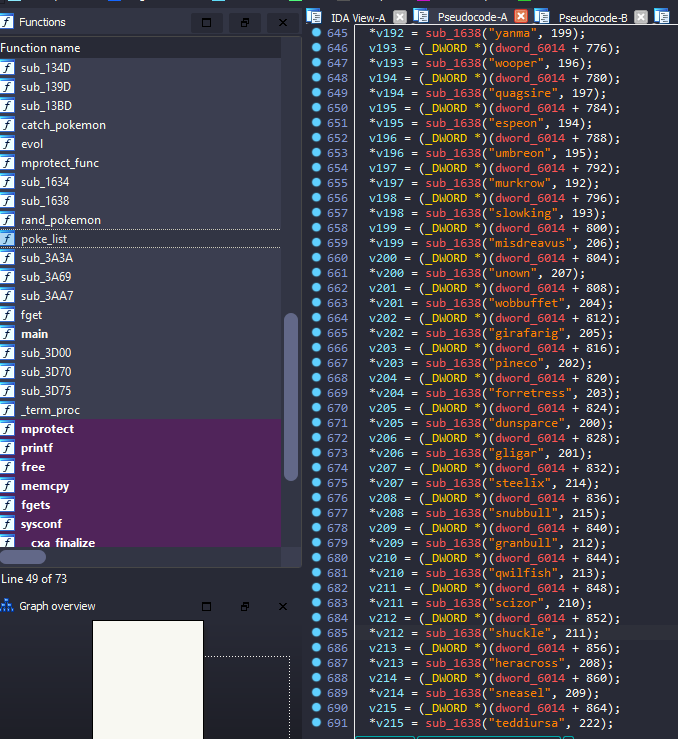 Functions
Function name
sub_134D
sub_139D
sub_13BD
catch_pokemon
evol
mprotect_func
sub_1634
sub_1638
rand_pokemon
poke_list
sub_3A3A
sub_3A69
sub_3AA7
fget
main
sub_3D00
sub_3D70
sub_3D75
_term_proc
mprotect
printf
free
memcpy
fgets
sysconf
__cxa_finalize
Line 49 of 73
Graph overview
IDA View-A
Pseudocode-A
Pseudocode-B
645 *v192 = sub_1638("yanma", 199);
646 v193 = (_DWORD *)(dword_6014 + 776);
647 *v193 = sub_1638("wooper", 196);
648 v194 = (_DWORD *)(dword_6014 + 780);
649 *v194 = sub_1638("quagsire", 197);
650 v195 = (_DWORD *)(dword_6014 + 784);
651 *v195 = sub_1638("espeon", 194);
652 v196 = (_DWORD *)(dword_6014 + 788);
653 *v196 = sub_1638("umbreon", 195);
654 v197 = (_DWORD *)(dword_6014 + 792);
655 *v197 = sub_1638("murkrow", 192);
656 v198 = (_DWORD *)(dword_6014 + 796);
657 *v198 = sub_1638("slowking", 193);
658 v199 = (_DWORD *)(dword_6014 + 800);
659 *v199 = sub_1638("misdreavus", 206);
660 v200 = (_DWORD *)(dword_6014 + 804);
661 *v200 = sub_1638("unown", 207);
662 v201 = (_DWORD *)(dword_6014 + 808);
663 *v201 = sub_1638("wobbuffet", 204);
664 v202 = (_DWORD *)(dword_6014 + 812);
665 *v202 = sub_1638("girafarig", 205);
666 v203 = (_DWORD *)(dword_6014 + 816);
667 *v203 = sub_1638("pineco", 202);
668 v204 = (_DWORD *)(dword_6014 + 820);
669 *v204 = sub_1638("forretress", 203);
670 v205 = (_DWORD *)(dword_6014 + 824);
671 *v205 = sub_1638("dunsparce", 200);
672 v206 = (_DWORD *)(dword_6014 + 828);
673 *v206 = sub_1638("gligar", 201);
674 v207 = (_DWORD *)(dword_6014 + 832);
675 *v207 = sub_1638("steelix", 214);
676 v208 = (_DWORD *)(dword_6014 + 836);
677 *v208 = sub_1638("snubbull", 215);
678 v209 = (_DWORD *)(dword_6014 + 840);
679 *v209 = sub_1638("granbull", 212);
680 v210 = (_DWORD *)(dword_6014 + 844);
681 *v210 = sub_1638("qwilfish", 213);
682 v211 = (_DWORD *)(dword_6014 + 848);
683 *v211 = sub_1638("scizor", 210);
684 v212 = (_DWORD *)(dword_6014 + 852);
685 *v212 = sub_1638("shuckle", 211);
686 v213 = (_DWORD *)(dword_6014 + 856);
687 *v213 = sub_1638("heracross", 208);
688 v214 = (_DWORD *)(dword_6014 + 860);
689 *v214 = sub_1638("sneasel", 209);
690 v215 = (_DWORD *)(dword_6014 + 864);
691 *v215 = sub_1638("teddiursa", 222);